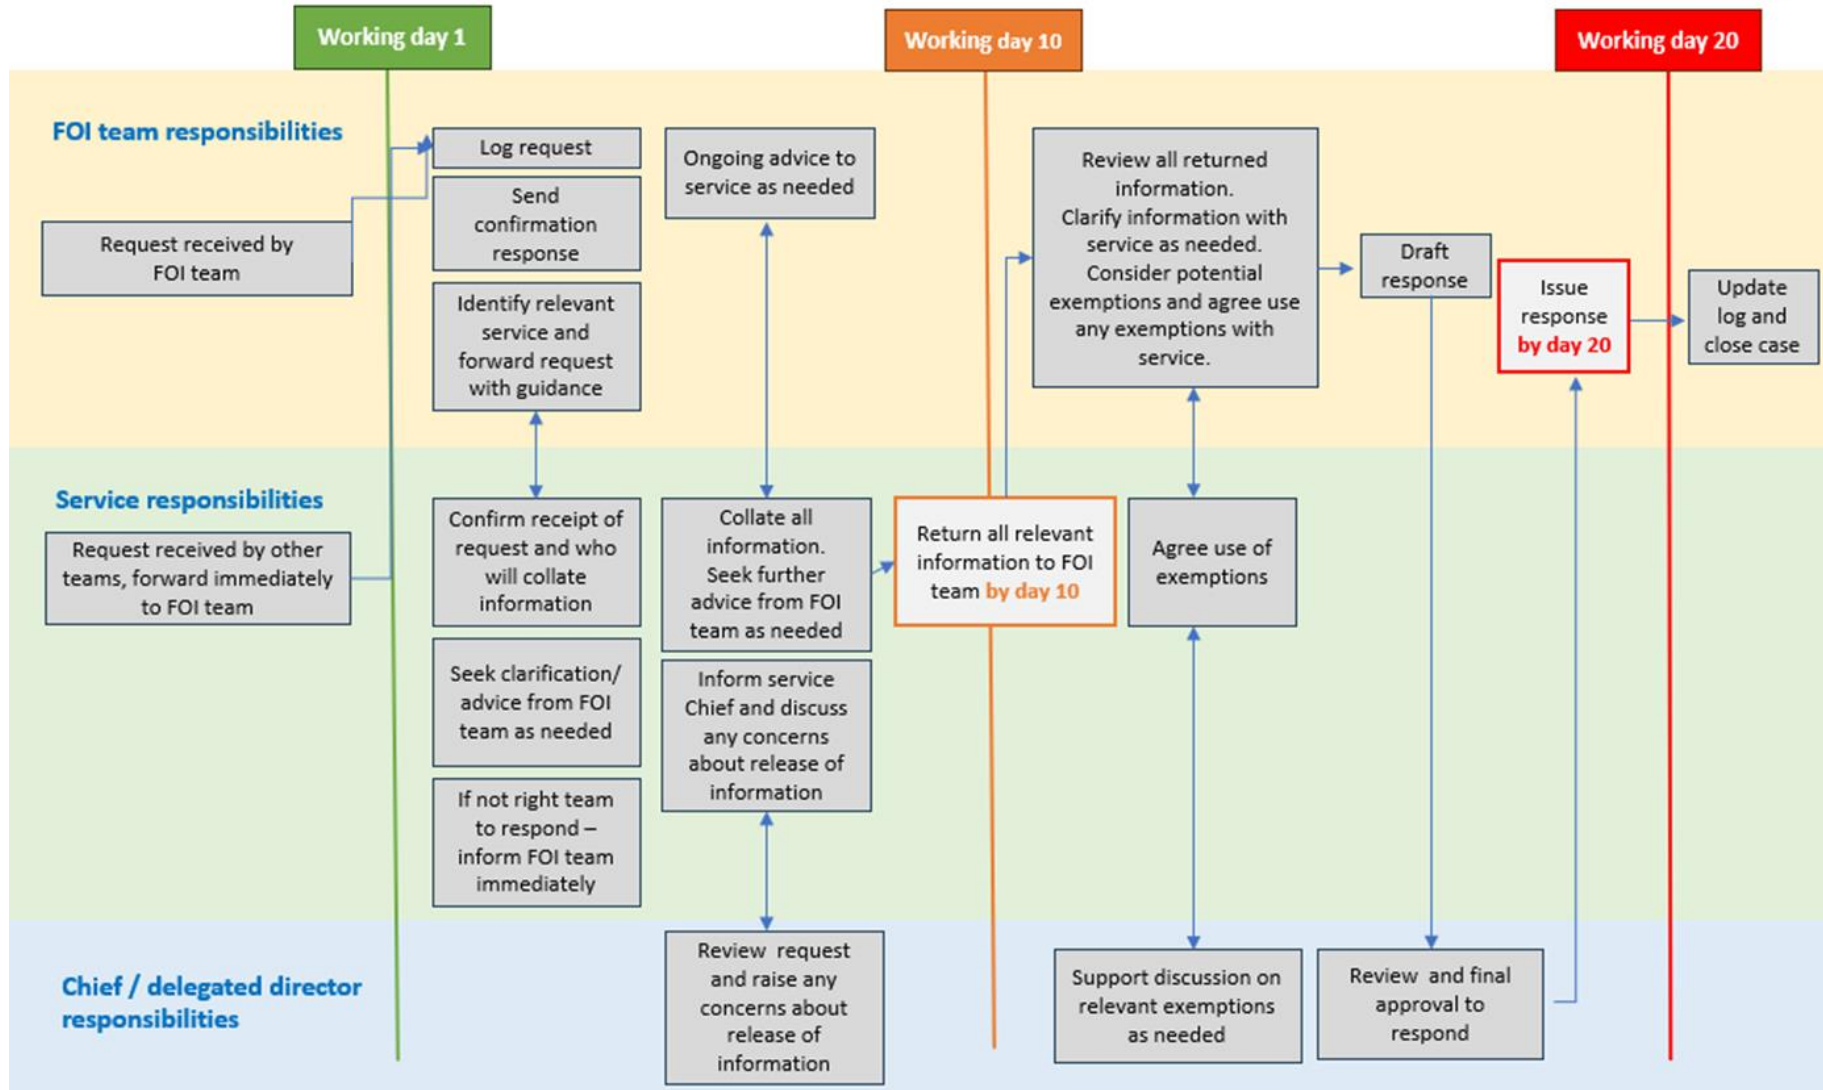 Working day 1
Working day 10
Working day 20
FOI team responsibilities
Request received by
FOI team
Log request
Send
confirmation
response
Identify relevant
service and
forward request
with guidance
Ongoing advice to
service as needed
Review all returned
information.
Clarify information with
service as needed.
Consider potential
exemptions and agree use
any exemptions with
service.
Draft
response
Issue
response
by day 20
Update
log and
close case
Service responsibilities
Request received by other
teams, forward immediately
to FOI team
Confirm receipt of
request and who
will collate
information
Seek clarification/
advice from FOI
team as needed
If not right team
to respond –
inform FOI team
immediately
Collate all
information.
Seek further
advice from FOI
team as needed
Inform service
Chief and discuss
any concerns
about release of
information
Return all relevant
information to FOI
team by day 10
Agree use of
exemptions
Chief / delegated director
responsibilities
Review request
and raise any
concerns about
release of
information
Support discussion on
relevant exemptions
as needed
Review and final
approval to
respond